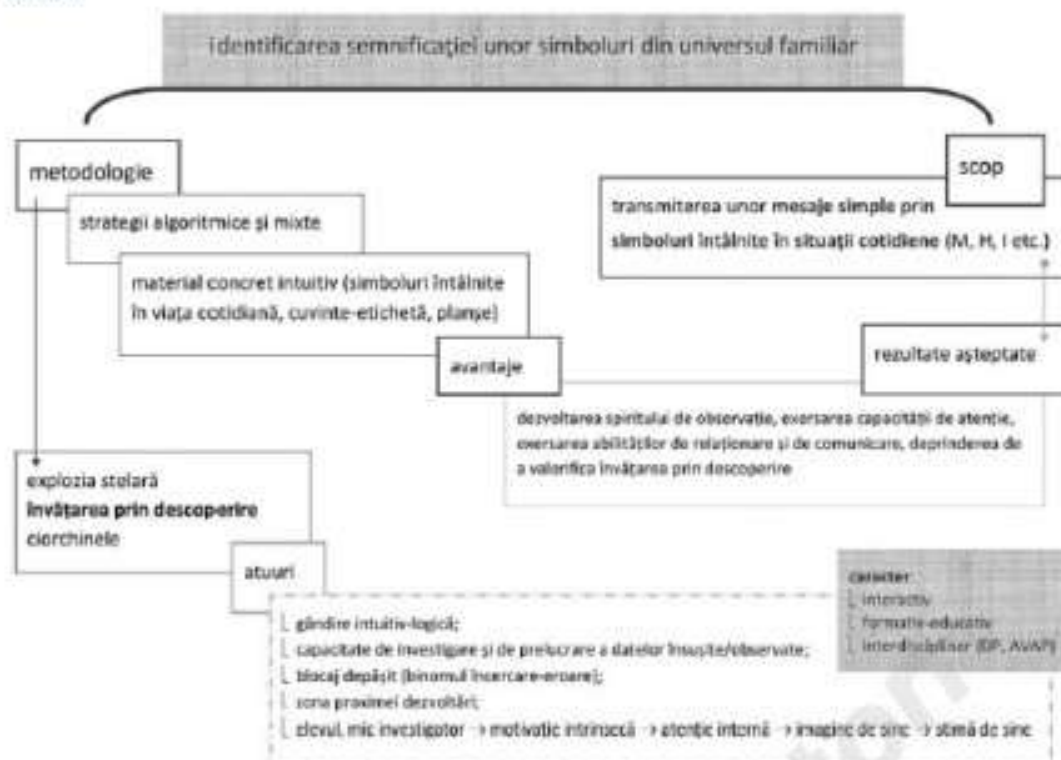 identificarea semnificației unor simboluri din universul familiar
metodologie
scop
strategii algoritmice și mixte
transmiterea unor mesaje simple prin
simboluri întâlnite în situații cotidiene (M, H, I etc.)
material concret intuitiv (simboluri întâlnite
în viața cotidiană, cuvinte-etichetă, planșe)
avantaje
rezultate așteptate
dezvoltarea spiritului de observație, exersarea capacității de atenție,
exersarea abilităților de relaționare și de comunicare, deprinderea de
a valorifica învățarea prin descoperire
explozia stelară
învățarea prin descoperire
ciorchinele
atuuri
caracter
interactiv
formativ-educativ
interdisciplinar (DP, AVAP)
gândire intuitiv-logică;
capacitate de investigare și de prelucrare a datelor însușite/observate;
blocaj depășit (binomul încercare-eroare);
zona proximei dezvoltări;
elevul, mic investigator → motivație intrinsecă → atenție internă → imagine de sine → stimă de sine